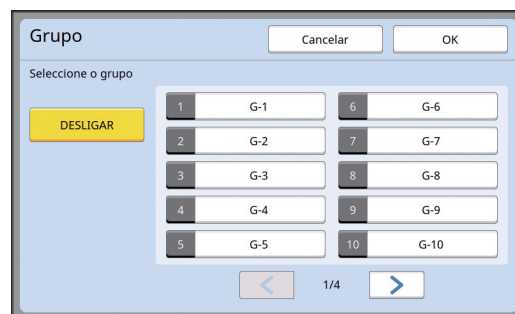 Grupo
Cancelar
OK
Seleccione o grupo
DESLIGAR
1 G-1
2 G-2
3 G-3
4 G-4
5 G-5
6 G-6
7 G-7
8 G-8
9 G-9
10 G-10
1/4